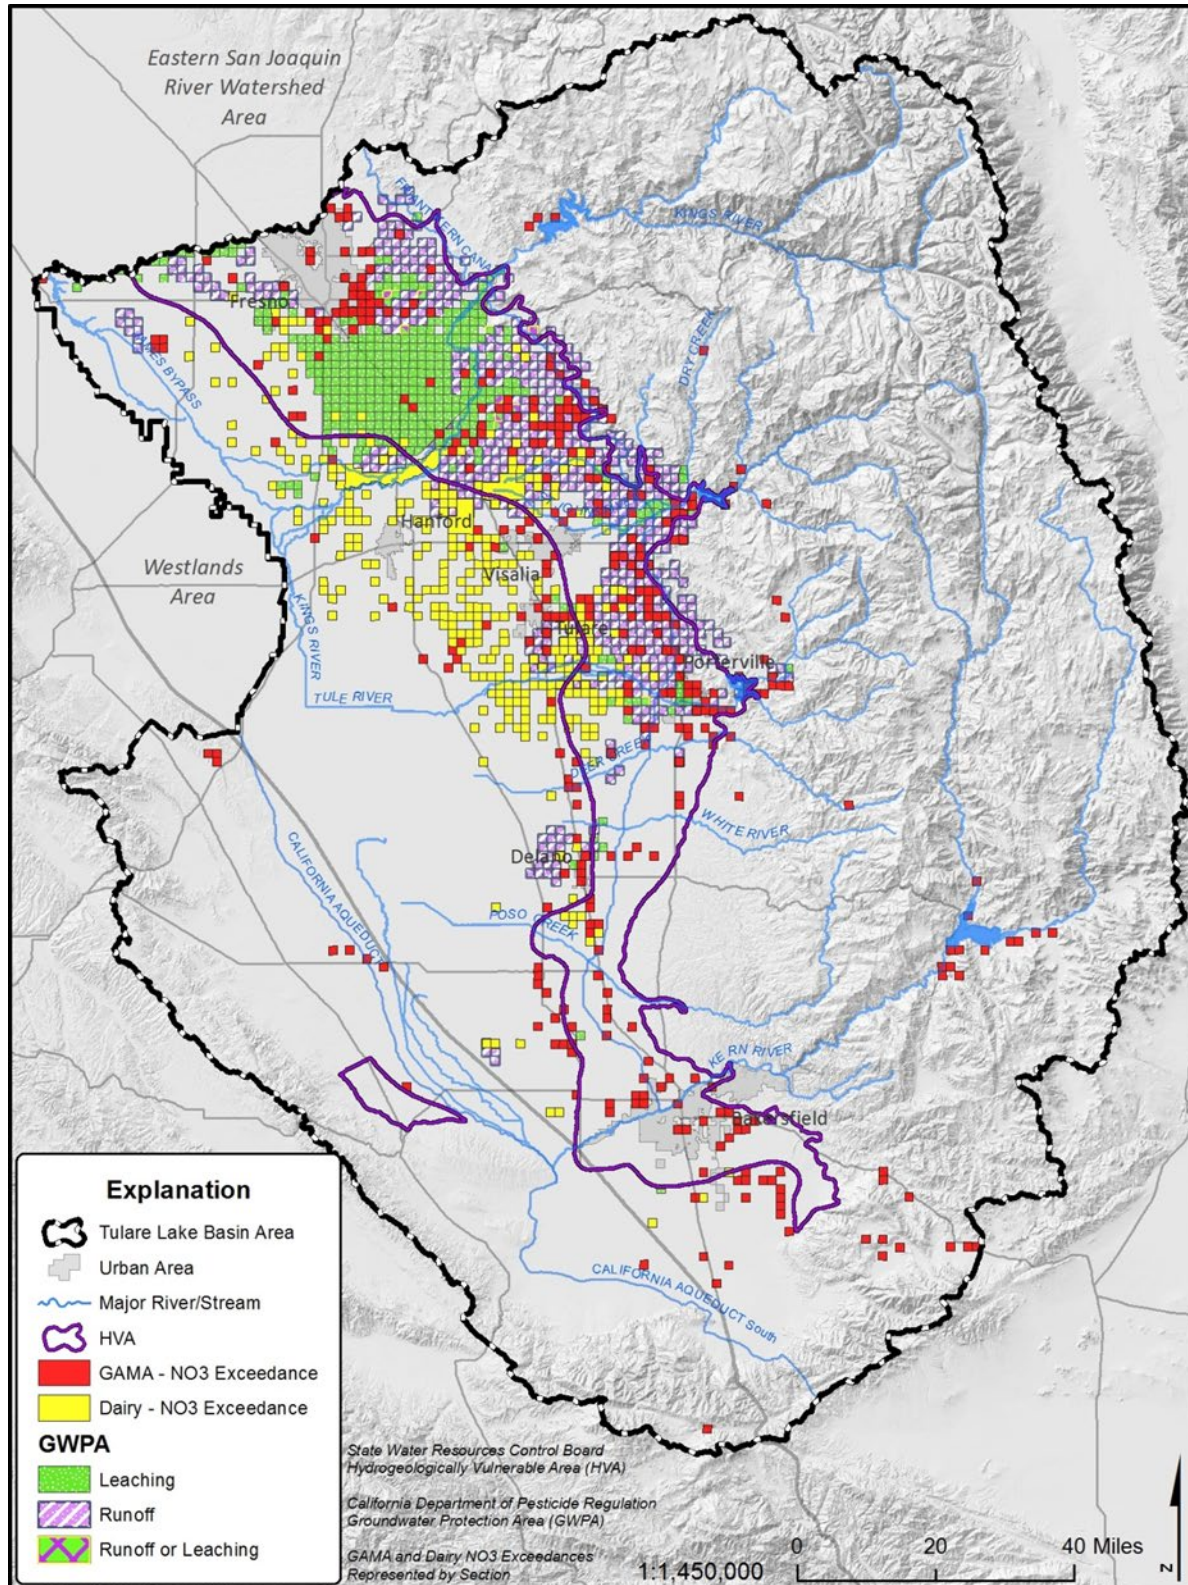 Eastern San Joaquin
River Watershed
Area
FRIANT KERN CANAL
KINGS RIVER
Fresno
JAMES BYPASS
DRY CREEK
Hanford
Westlands
Area
Visalia
KINGS RIVER
Tulare
Porterville
TULE RIVER
DEER CREEK
WHITE RIVER
CALIFORNIA AQUEDUCT
Delano
POSO CREEK
KERN RIVER
Bakersfield
CALIFORNIA AQUEDUCT South
Explanation
Tulare Lake Basin Area
Urban Area
Major River/Stream
HVA
GAMA - NO3 Exceedance
Dairy - NO3 Exceedance
GWPA
Leaching
Runoff
Runoff or Leaching
State Water Resources Control Board
Hydrogeologically Vulnerable Area (HVA)
California Department of Pesticide Regulation
Groundwater Protection Area (GWPA)
GAMA and Dairy NO3 Exceedances
Represented by Section
1:1,450,000
0 20 40 Miles
N